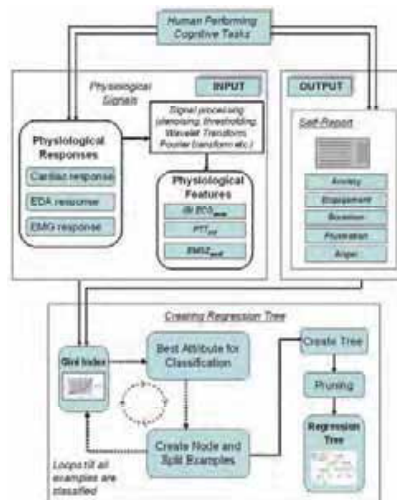 Human Performing
Cognitive Tasks
Physiological
Signals
INPUT
OUTPUT
Signal processing
(denoising, thresholding,
Wavelet Transform,
Fourier transform etc.)
Self-Report
Physiological
Responses
Cardiac response
EDA response
EMG response
Physiological
Features
PTT
Anxiety
Engagement
Boredom
Frustration
Anger
Creating Regression Tree
Gini Index
Best Attribute for
Classification
Create Tree
Pruning
Create Node and
Split Examples
Regression
Tree
Loops till all
examples are
classified